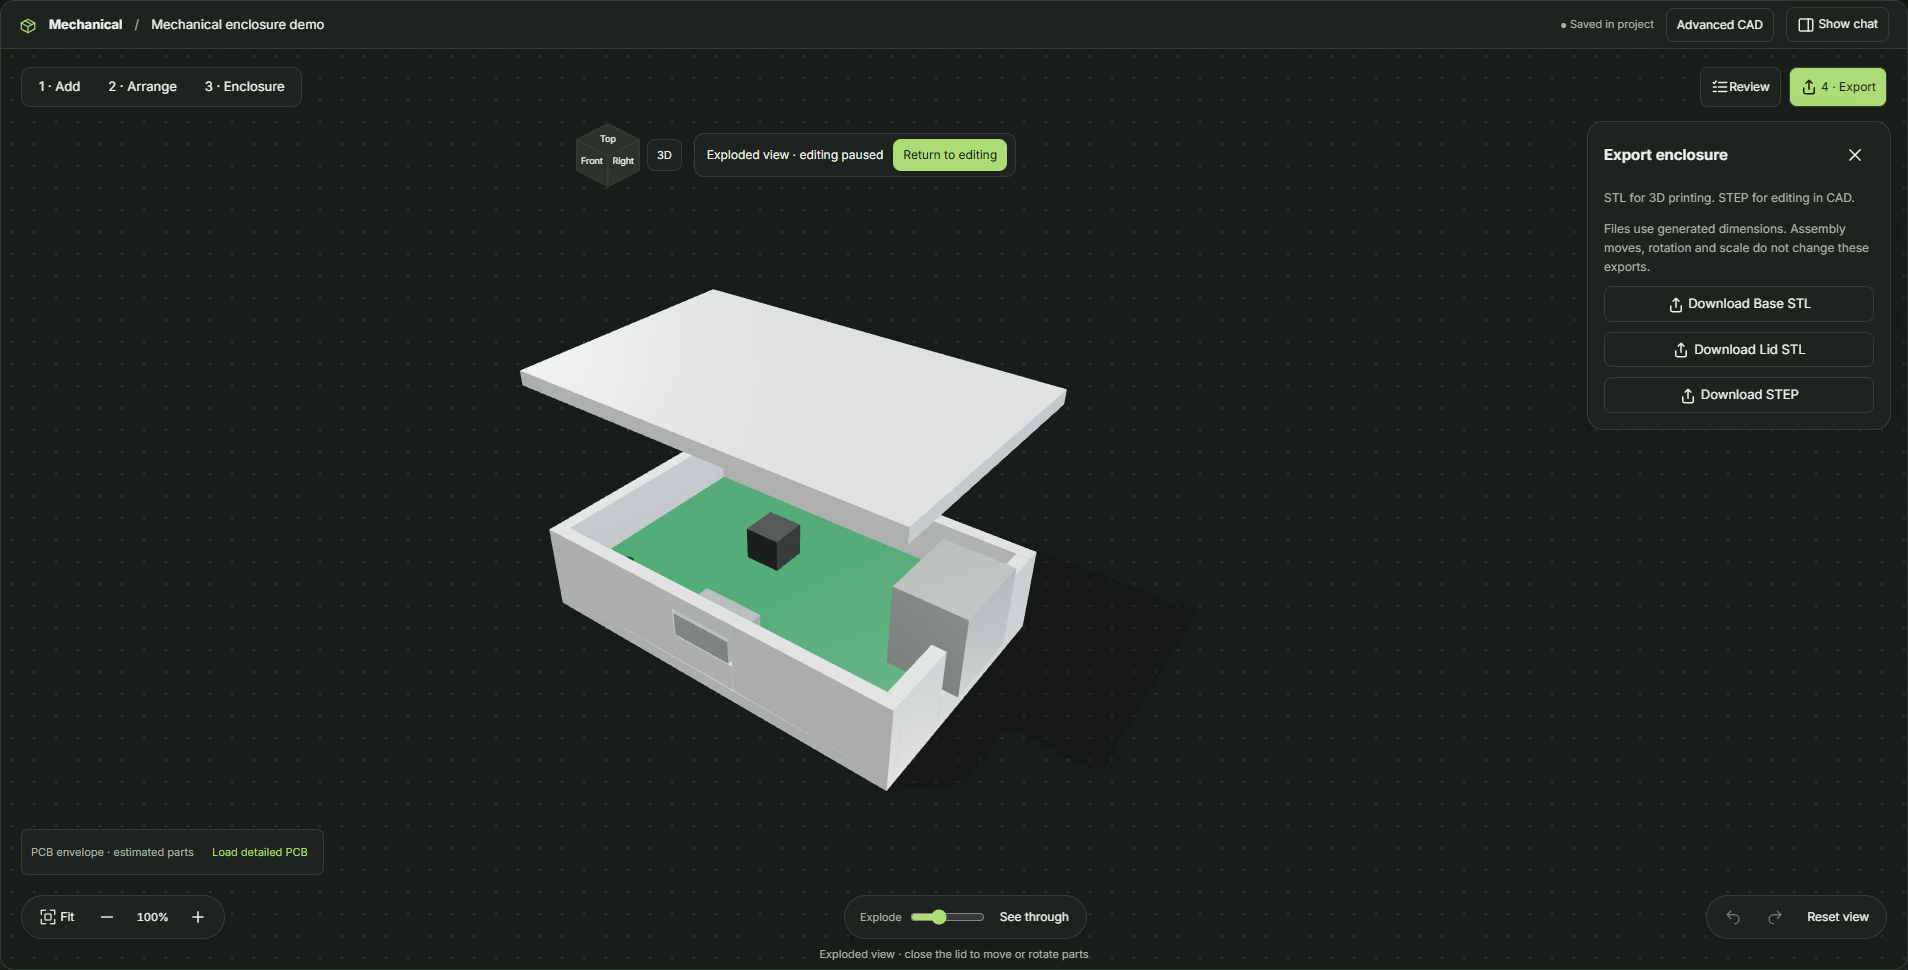 Mechanical / Mechanical enclosure demo
Saved in project
Advanced CAD
Show chat
1 · Add
2 · Arrange
3 · Enclosure
Review
4 · Export
Top
Front
Right
3D
Exploded view · editing paused
Return to editing
Export enclosure
STL for 3D printing. STEP for editing in CAD.
Files use generated dimensions. Assembly
moves, rotation and scale do not change these
exports.
Download Base STL
Download Lid STL
Download STEP
PCB envelope · estimated parts
Load detailed PCB
Fit
100%
Explode
See through
Reset view
Exploded view · close the lid to move or rotate parts